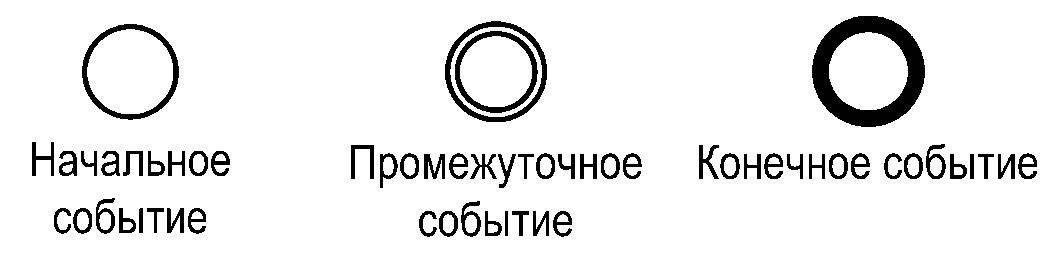 Начальное
событие
Промежуточное
событие
Конечное событие